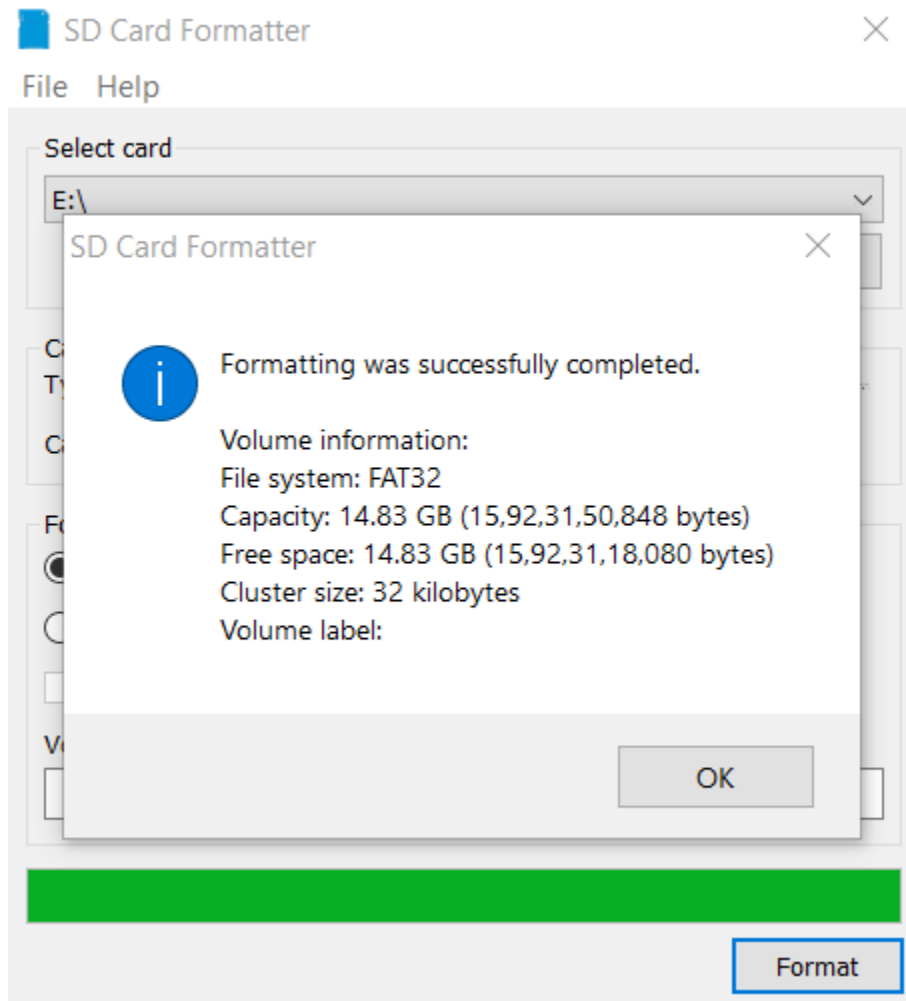 SD Card Formatter
File Help
Select card
E:\
SD Card Formatter
Formatting was successfully completed.
Volume information:
File system: FAT32
Capacity: 14.83 GB (15,92,31,50,848 bytes)
Free space: 14.83 GB (15,92,31,18,080 bytes)
Cluster size: 32 kilobytes
Volume label:
OK
Format